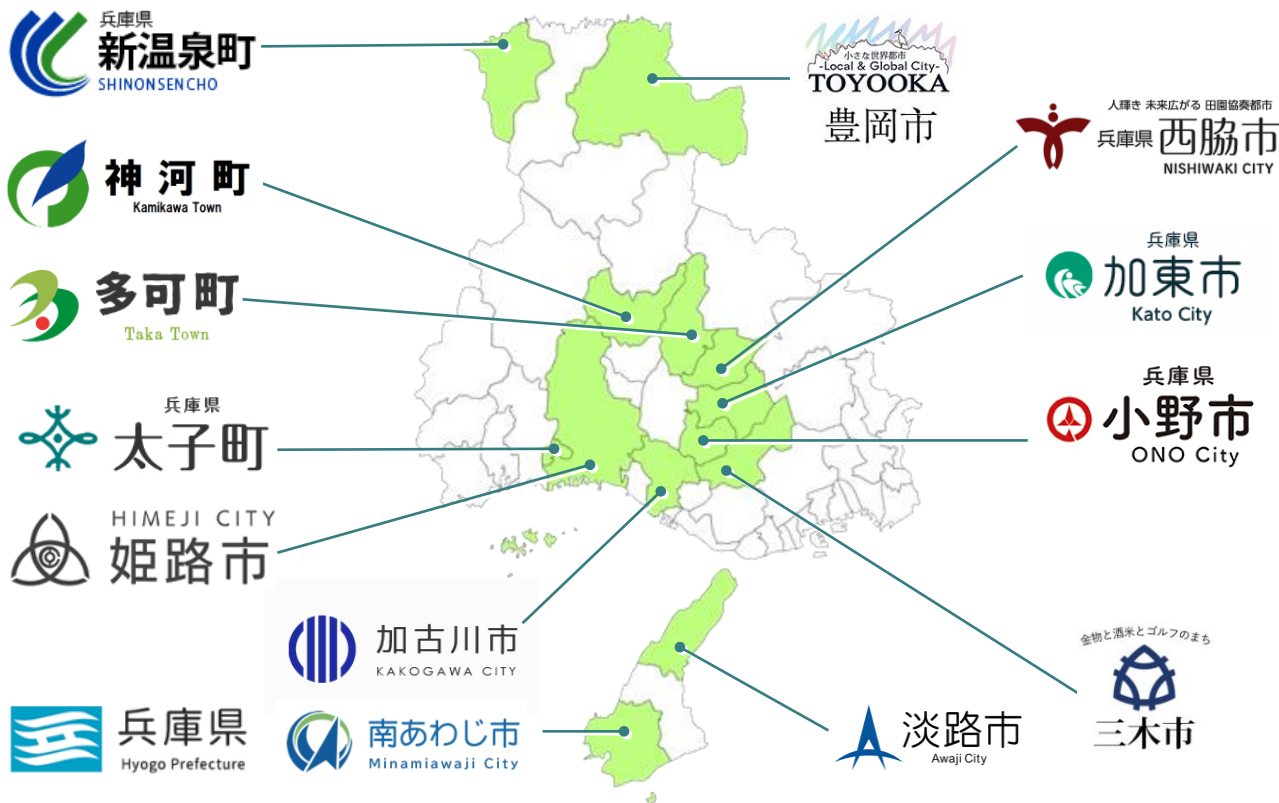 兵庫県
新温泉町
SHINONSENCHO
神河町
Kamikawa Town
多可町
Taka Town
兵庫県
太子町
HIMEJI CITY
姫路市
加古川市
KAKOGAWA CITY
兵庫県
Hyogo Prefecture
南あわじ市
Minamiawaji City
小さな世界都市
-Local & Global City-
TOYOOKA
豊岡市
人輝き 未来広がる 田園協奏都市
兵庫県 西脇市
NISHIWAKI CITY
兵庫県
加東市
Kato City
兵庫県
小野市
ONO City
金物と酒米とゴルフのまち
三木市
淡路市
Awaji City